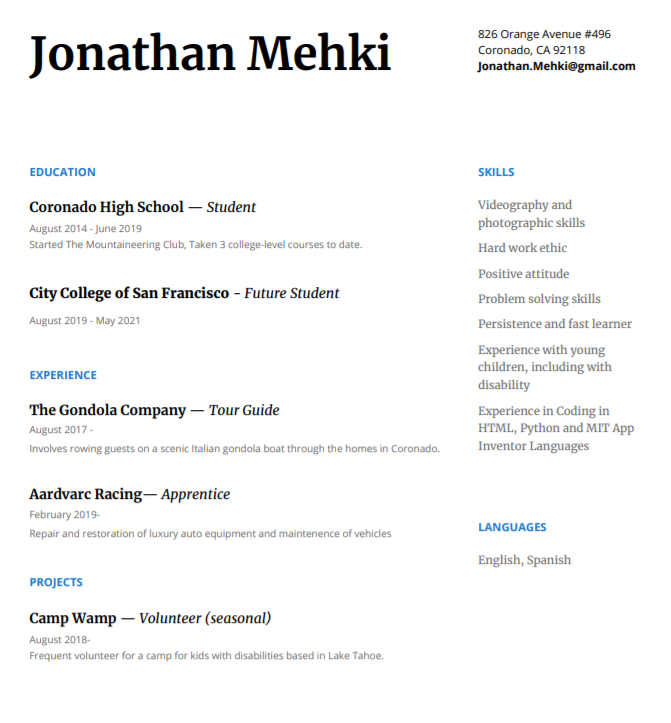 Jonathan Mehki
826 Orange Avenue #496
Coronado, CA 92118
Jonathan.Mehki@gmail.com
EDUCATION
Coronado High School — Student
August 2014 - June 2019
Started The Mountaineering Club, Taken 3 college-level courses to date.
City College of San Francisco - Future Student
August 2019 - May 2021
EXPERIENCE
The Gondola Company — Tour Guide
August 2017 -
Involves rowing guests on a scenic Italian gondola boat through the homes in Coronado.
Aardvarc Racing— Apprentice
February 2019-
Repair and restoration of luxury auto equipment and maintenence of vehicles
PROJECTS
Camp Wamp — Volunteer (seasonal)
August 2018-
Frequent volunteer for a camp for kids with disabilities based in Lake Tahoe.
SKILLS
Videography and
photographic skills
Hard work ethic
Positive attitude
Problem solving skills
Persistence and fast learner
Experience with young
children, including with
disability
Experience in Coding in
HTML, Python and MIT App
Inventor Languages
LANGUAGES
English, Spanish